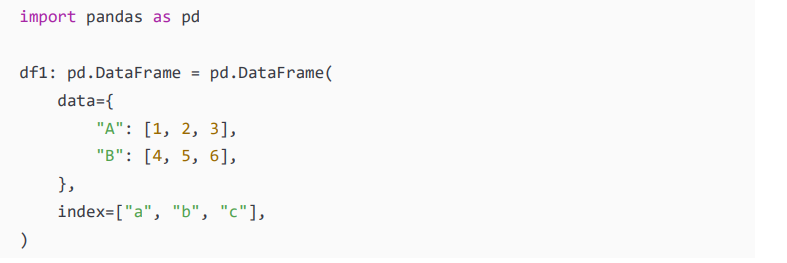 import pandas as pd
df1: pd.DataFrame = pd.DataFrame(
    data={
        "A": [1, 2, 3],
        "B": [4, 5, 6],
    },
    index=["a", "b", "c"],
)